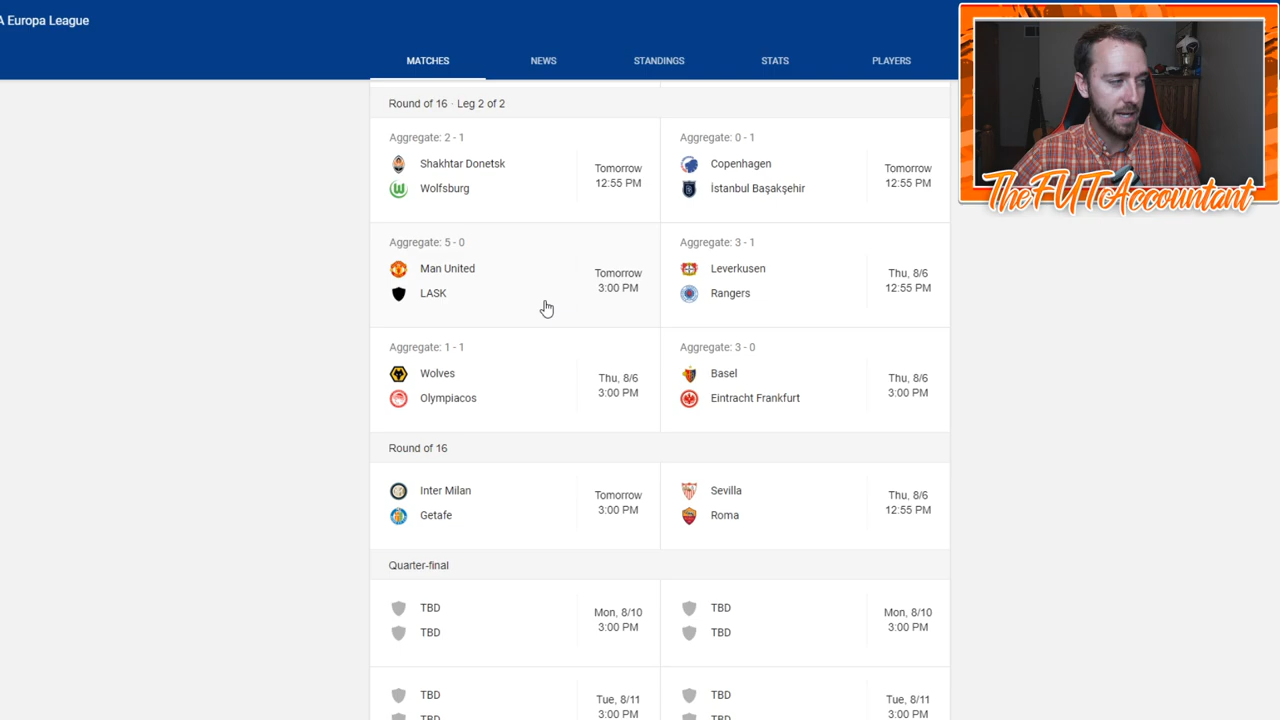 A Europa League
MATCHES
NEWS
STANDINGS
STATS
PLAYERS
Round of 16 · Leg 2 of 2
Aggregate: 2 - 1
Shakhtar Donetsk
Wolfsburg
Tomorrow
12:55 PM
Aggregate: 0 - 1
Copenhagen
İstanbul Başakşehir
Tomorrow
12:55 PM
Aggregate: 5 - 0
Man United
LASK
Tomorrow
3:00 PM
Aggregate: 3 - 1
Leverkusen
Rangers
Thu, 8/6
12:55 PM
Aggregate: 1 - 1
Wolves
Olympiacos
Thu, 8/6
3:00 PM
Aggregate: 3 - 0
Basel
Eintracht Frankfurt
Thu, 8/6
3:00 PM
Round of 16
Inter Milan
Getafe
Tomorrow
3:00 PM
Sevilla
Roma
Thu, 8/6
12:55 PM
Quarter-final
TBD
TBD
Mon, 8/10
3:00 PM
TBD
TBD
Mon, 8/10
3:00 PM
TBD
TBD
Tue, 8/11
3:00 PM
TBD
TBD
Tue, 8/11
3:00 PM
TheFUTAccountant